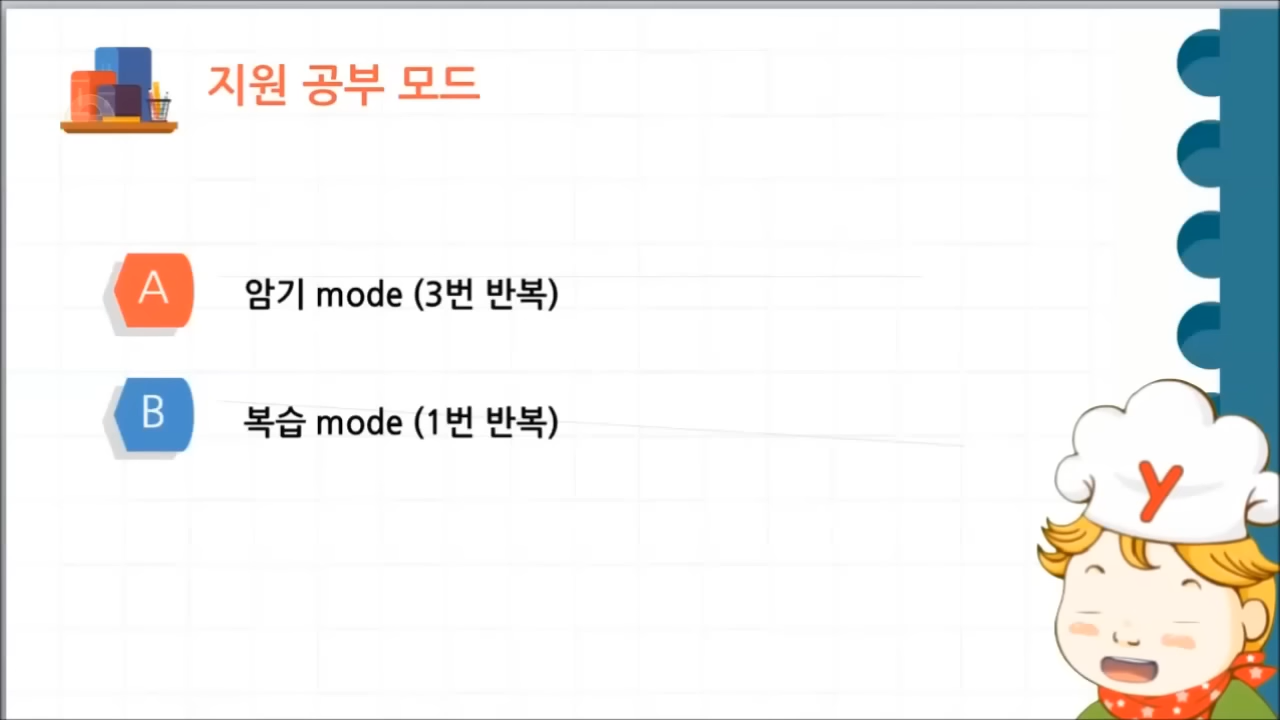 지원 공부 모드
A
암기 mode (3번 반복)
B
복습 mode (1번 반복)
Y